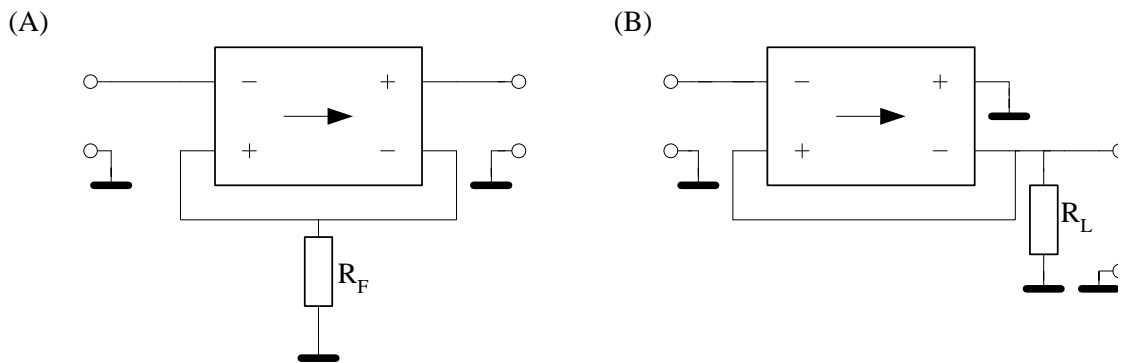 (A) (B)
− + − +
+ − + −
R_L
R_F